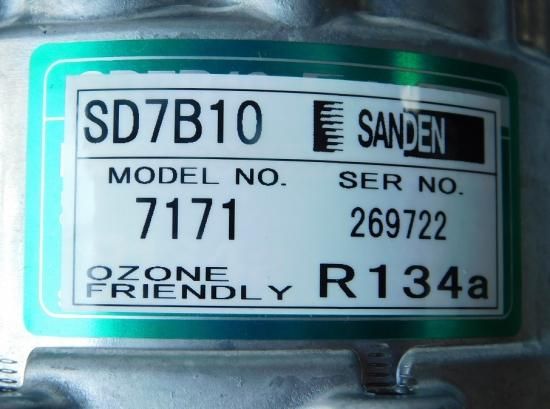 SD7B10 SANDEN
MODEL NO. SER NO.
7171 269722
OZONE
FRIENDLY R134a